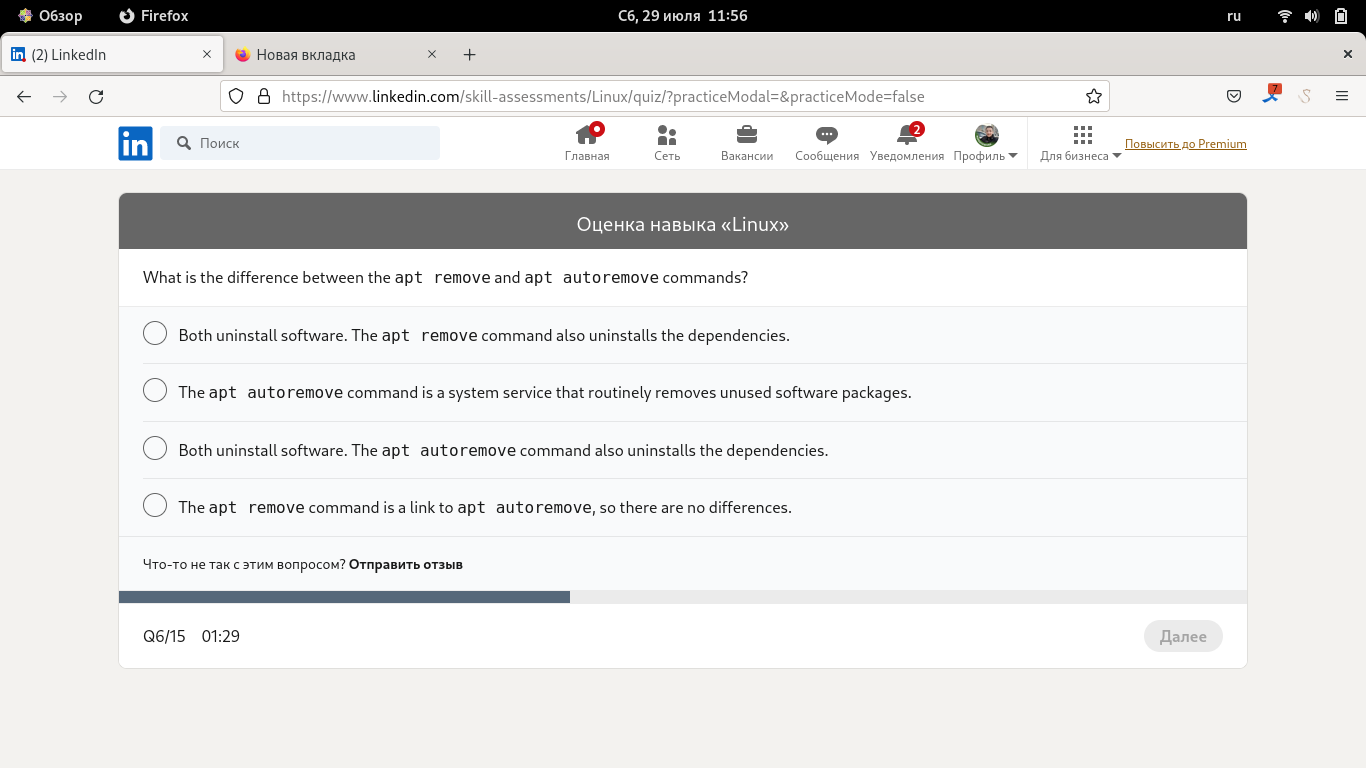 Обзор Firefox Сб, 29 июля 11:56 ru
(2) LinkedIn Новая вкладка
https://www.linkedin.com/skill-assessments/Linux/quiz/?practiceModal=&practiceMode=false 7
in Поиск Главная Сеть Вакансии Сообщения 2 Уведомления Профиль Для бизнеса Повысить до Premium
Оценка навыка «Linux»
What is the difference between the apt remove and apt autoremove commands?
Both uninstall software. The apt remove command also uninstalls the dependencies.
The apt autoremove command is a system service that routinely removes unused software packages.
Both uninstall software. The apt autoremove command also uninstalls the dependencies.
The apt remove command is a link to apt autoremove, so there are no differences.
Что-то не так с этим вопросом? Отправить отзыв
Q6/15 01:29 Далее